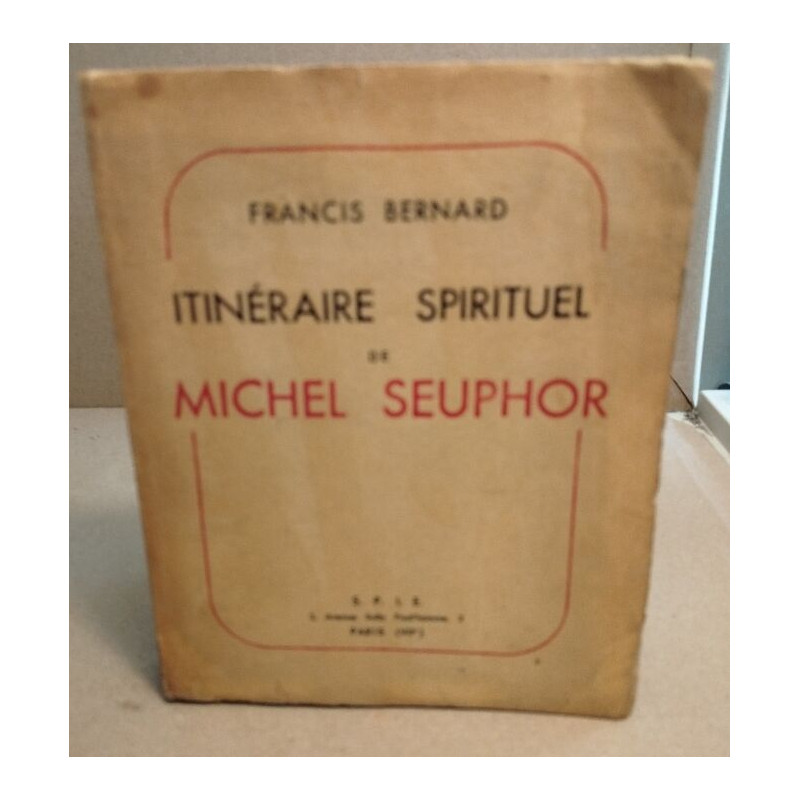 FRANCIS BERNARD
ITINÉRAIRE SPIRITUEL
DE
MICHEL SEUPHOR
S. P. I. E.
PARIS